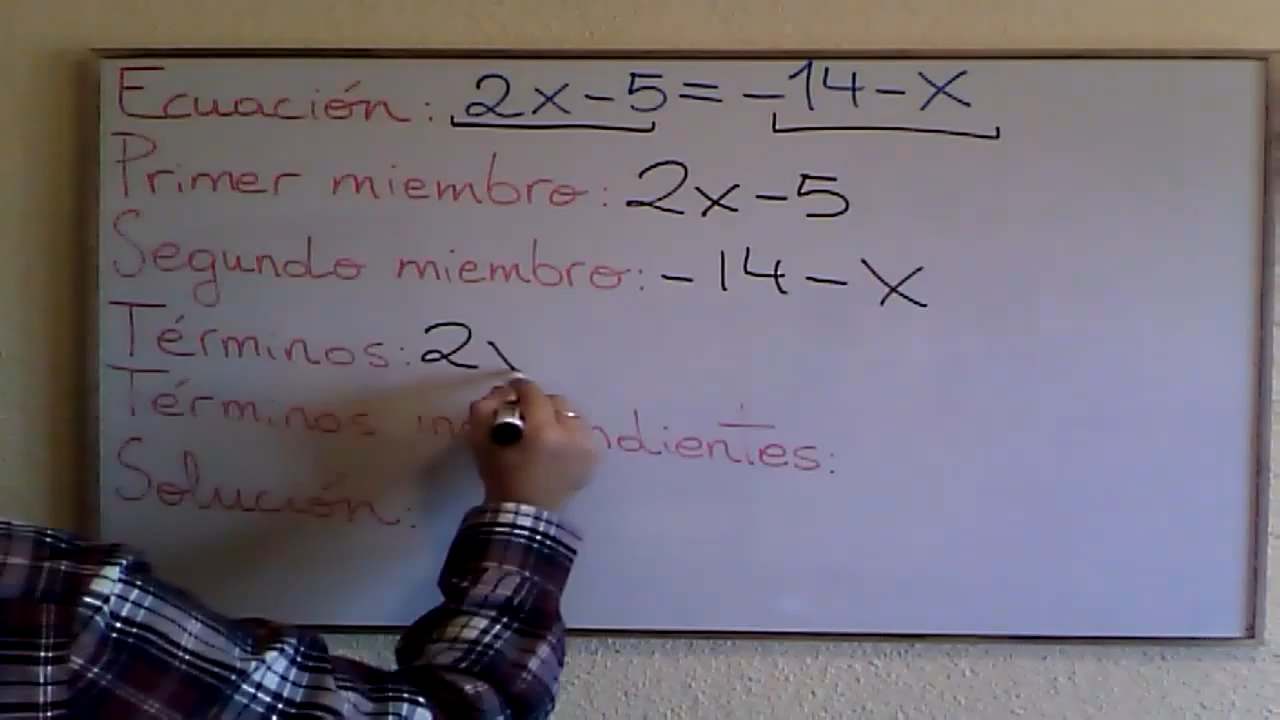 Ecuación: 2x-5=-14-x
Primer miembro: 2x-5
Segundo miembro: -14-x
Términos: 2
Términos
Solución: